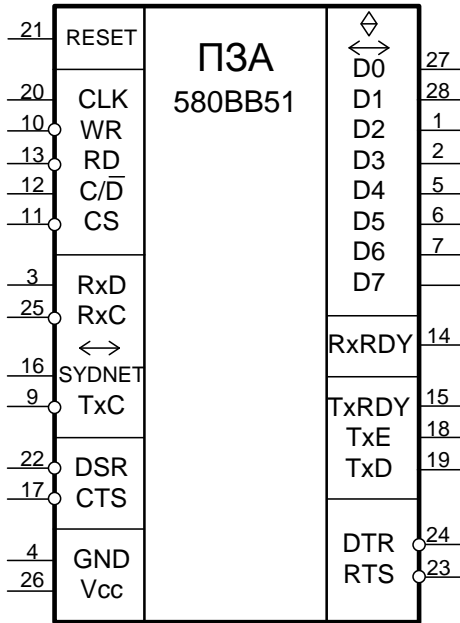 21 RESET
ПЗА
580ВВ51
20 CLK
10 WR
13 RD
12 C/D̅
11 CS
3 RxD
25 RxC
16 SYDNET
9 TxC
22 DSR
17 CTS
4 GND
26 Vcc
D0 27
D1 28
D2 1
D3 2
D4 5
D5 6
D6 7
D7
RxRDY 14
TxRDY 15
TxE 18
TxD 19
DTR 24
RTS 23